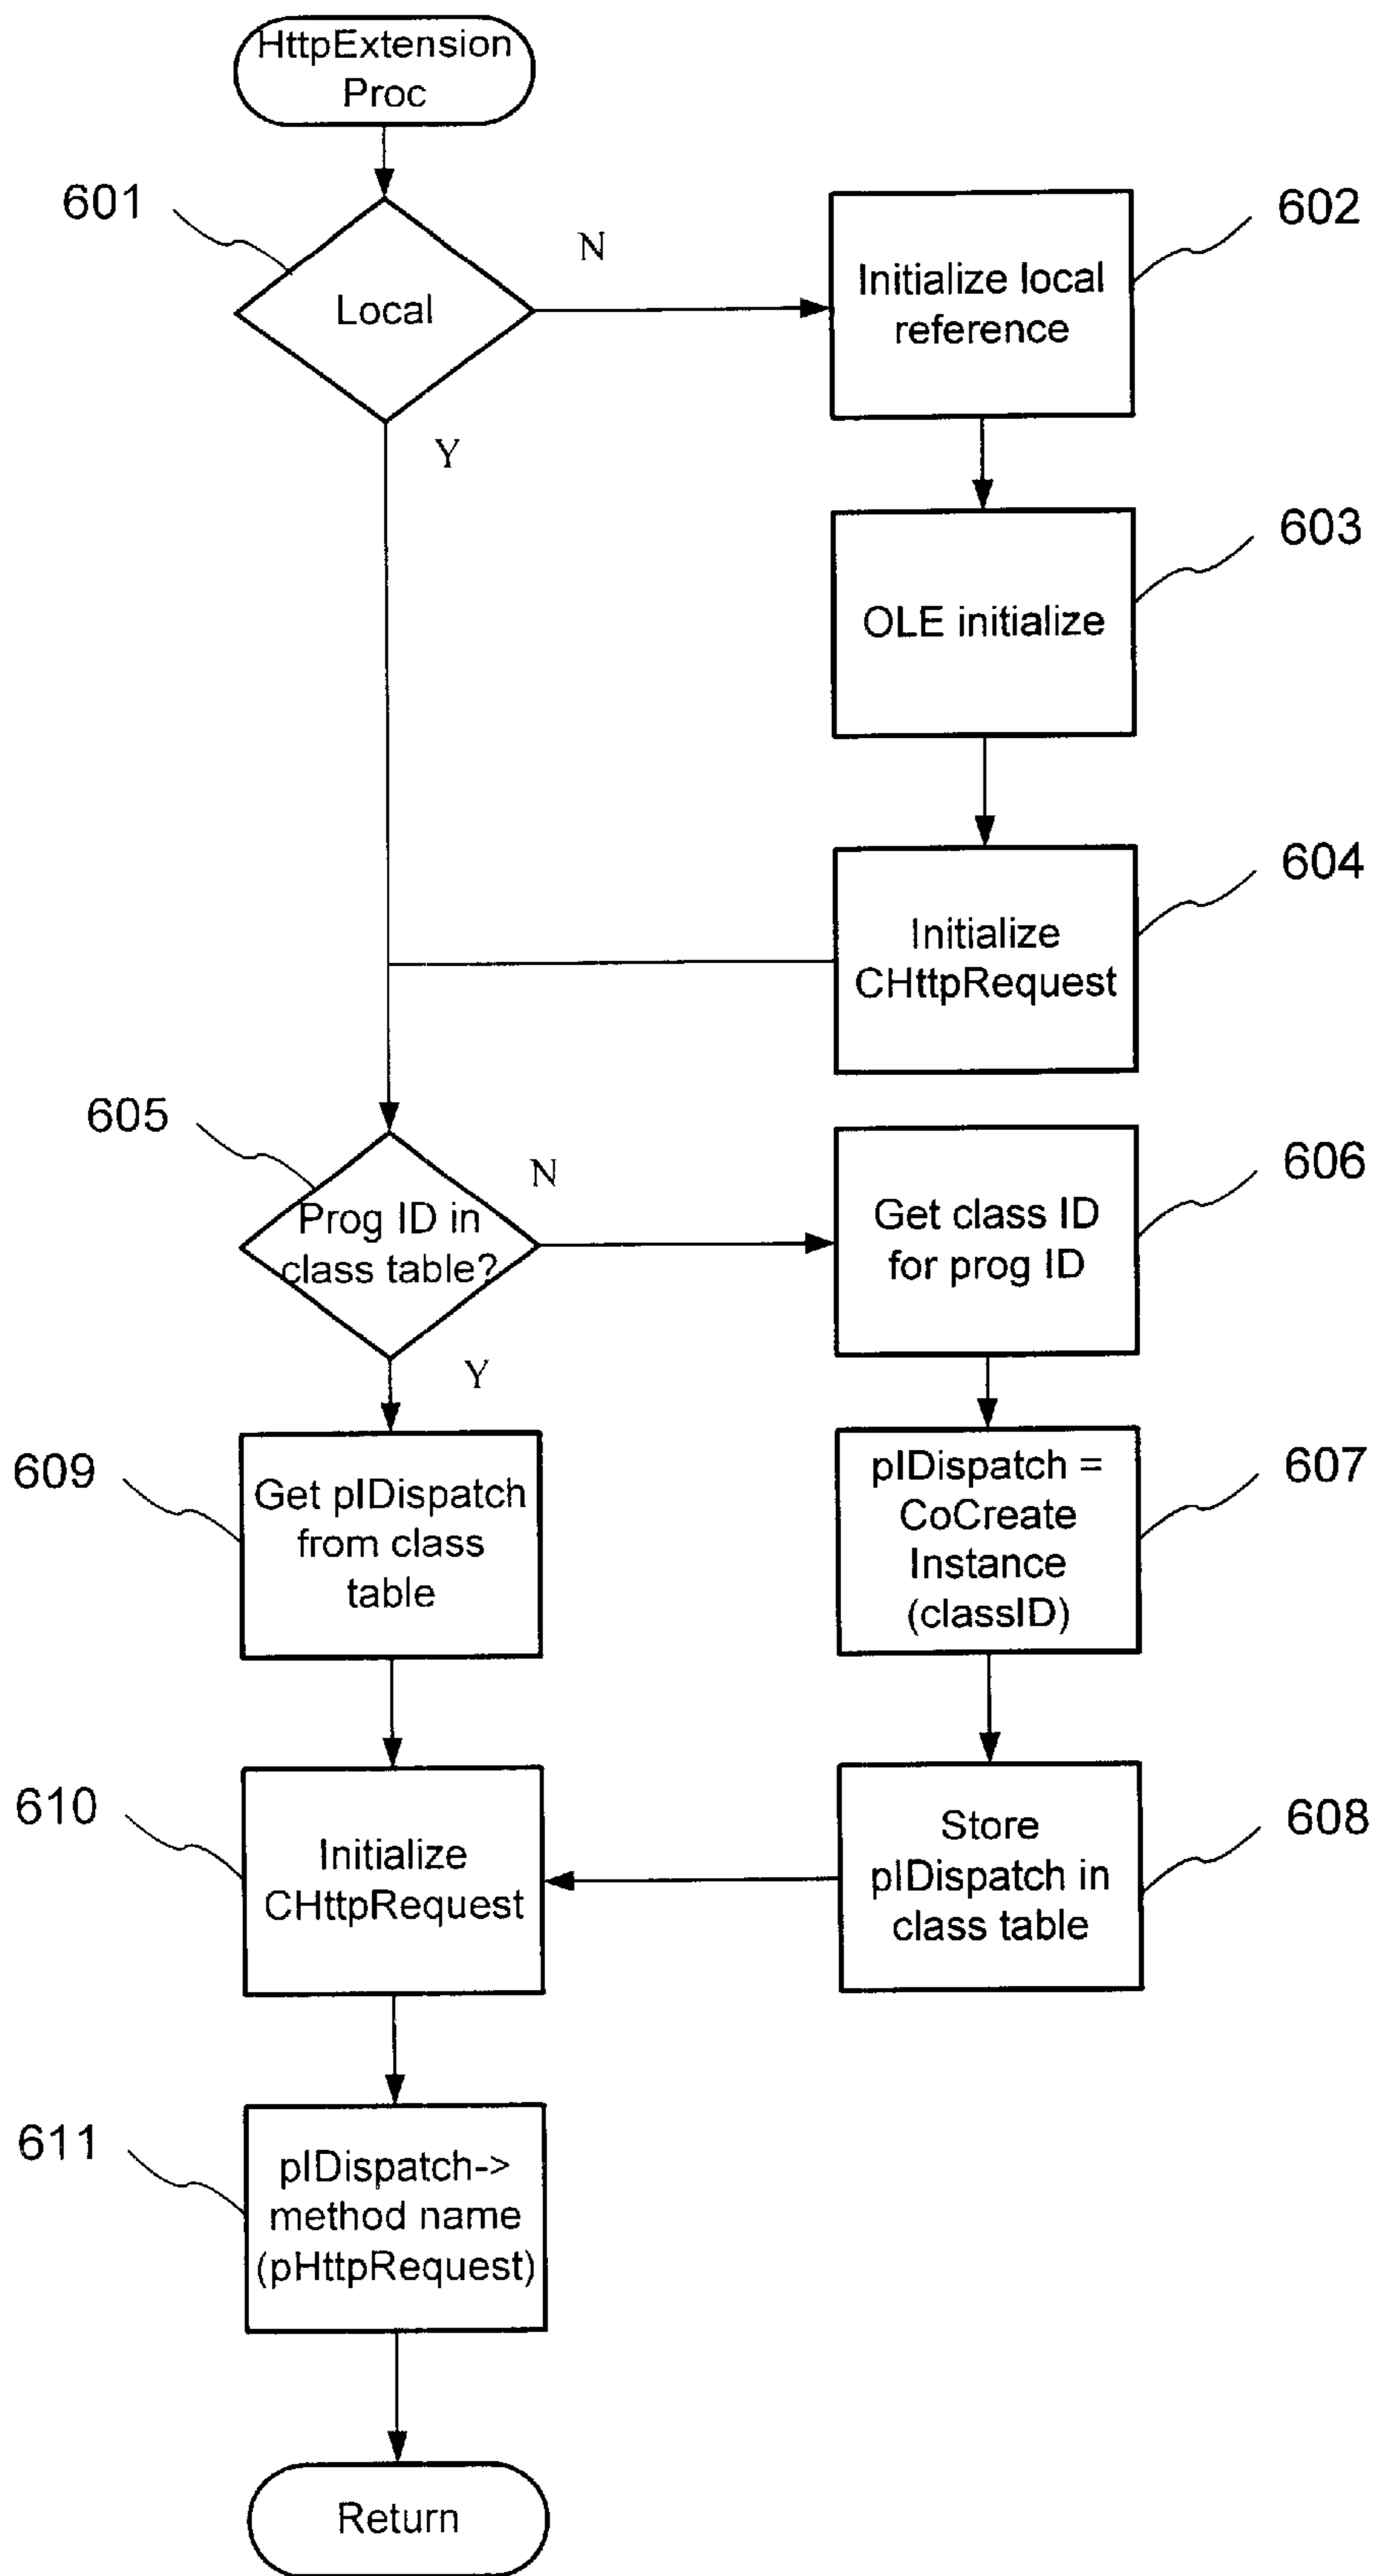 HttpExtension
Proc
601
Local
N
Y
602
Initialize local
reference
603
OLE initialize
604
Initialize
CHttpRequest
605
Prog ID in
class table?
N
Y
606
Get class ID
for prog ID
607
pIDispatch =
CoCreate
Instance
(classID)
608
Store
pIDispatch in
class table
609
Get pIDispatch
from class
table
610
Initialize
CHttpRequest
611
pIDispatch->
method name
(pHttpRequest)
Return